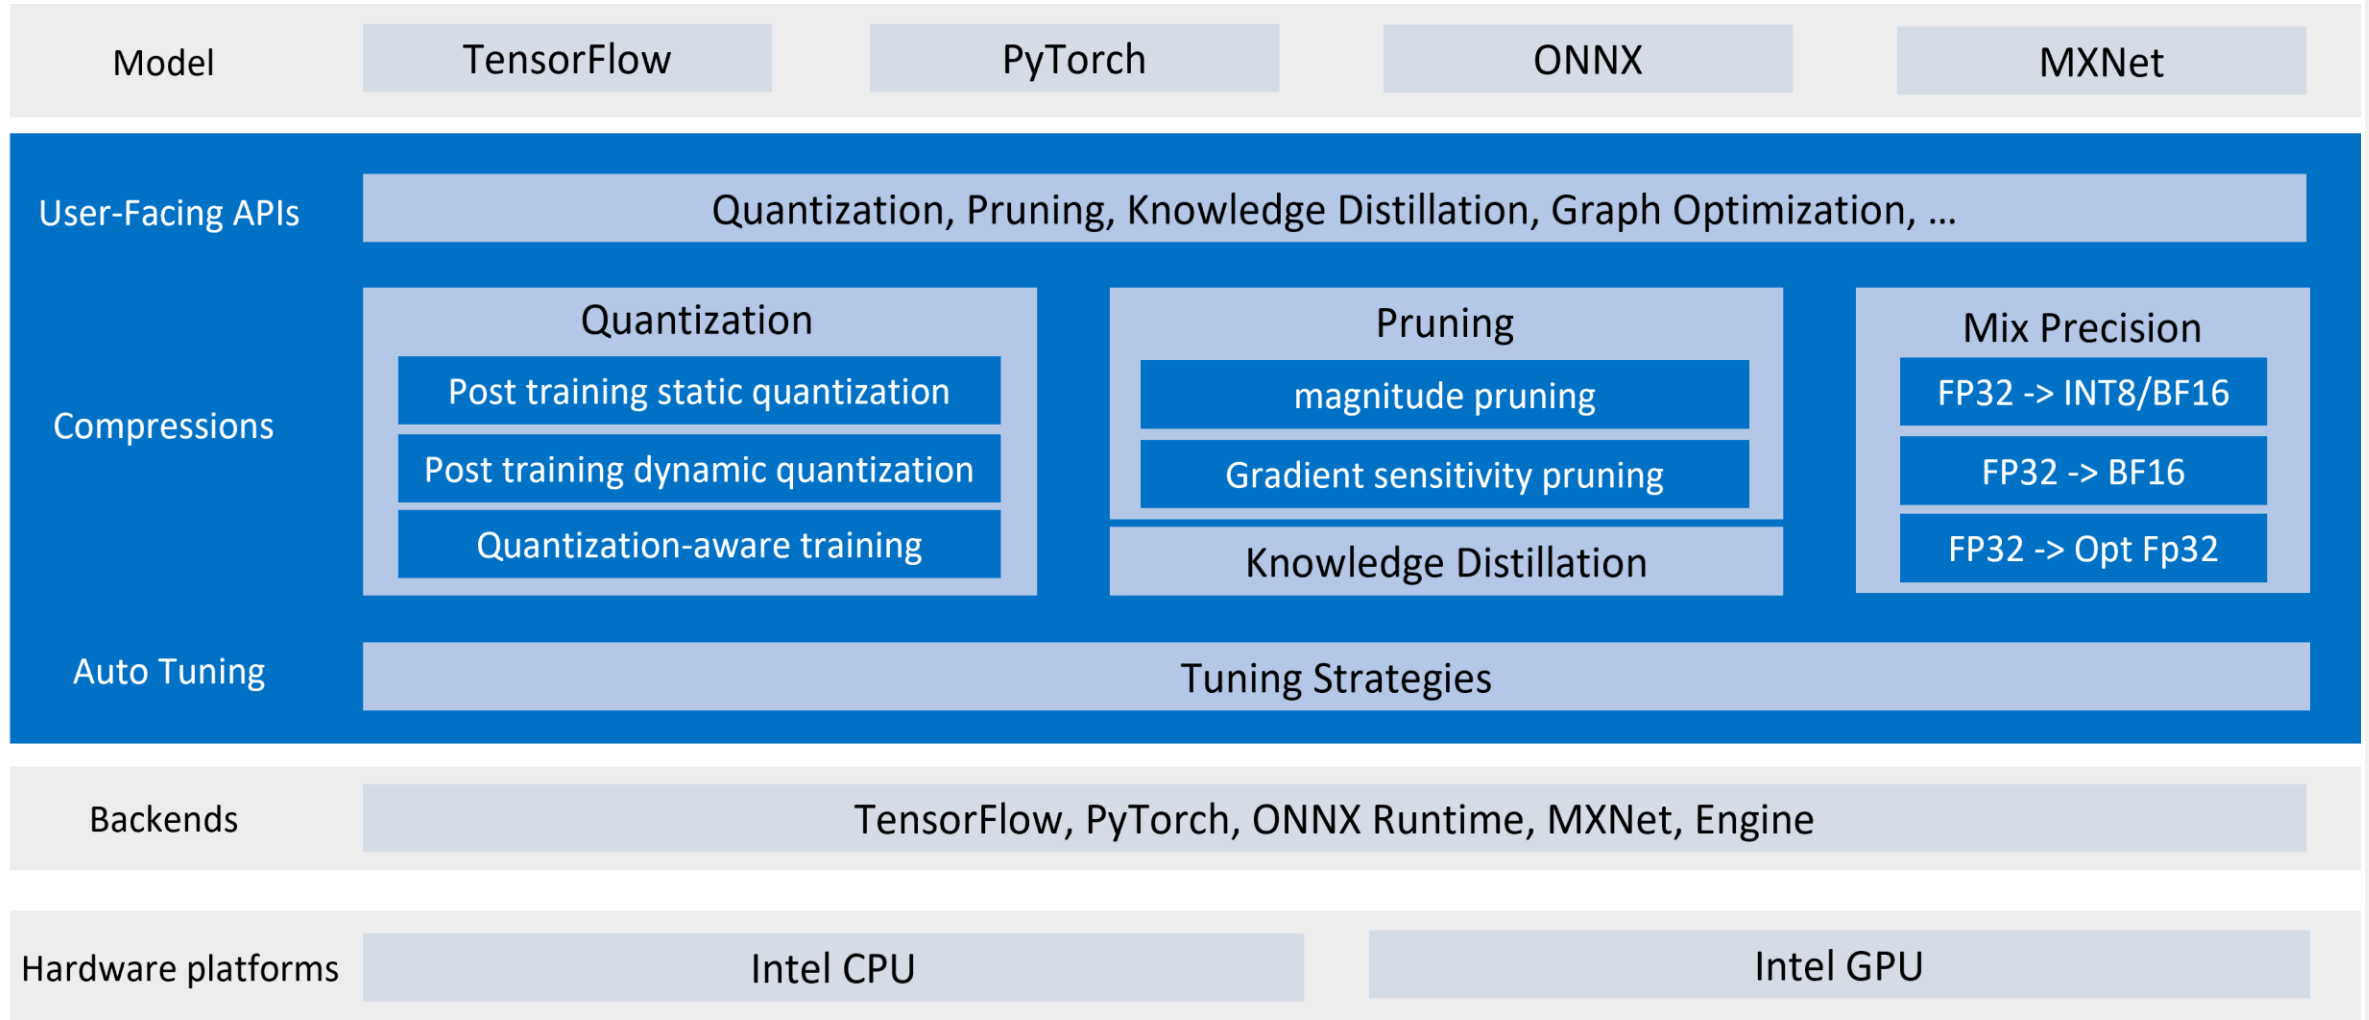 Model
TensorFlow
PyTorch
ONNX
MXNet
User-Facing APIs
Quantization, Pruning, Knowledge Distillation, Graph Optimization, ...
Compressions
Quantization
Post training static quantization
Post training dynamic quantization
Quantization-aware training
Pruning
magnitude pruning
Gradient sensitivity pruning
Knowledge Distillation
Mix Precision
FP32 -> INT8/BF16
FP32 -> BF16
FP32 -> Opt Fp32
Auto Tuning
Tuning Strategies
Backends
TensorFlow, PyTorch, ONNX Runtime, MXNet, Engine
Hardware platforms
Intel CPU
Intel GPU